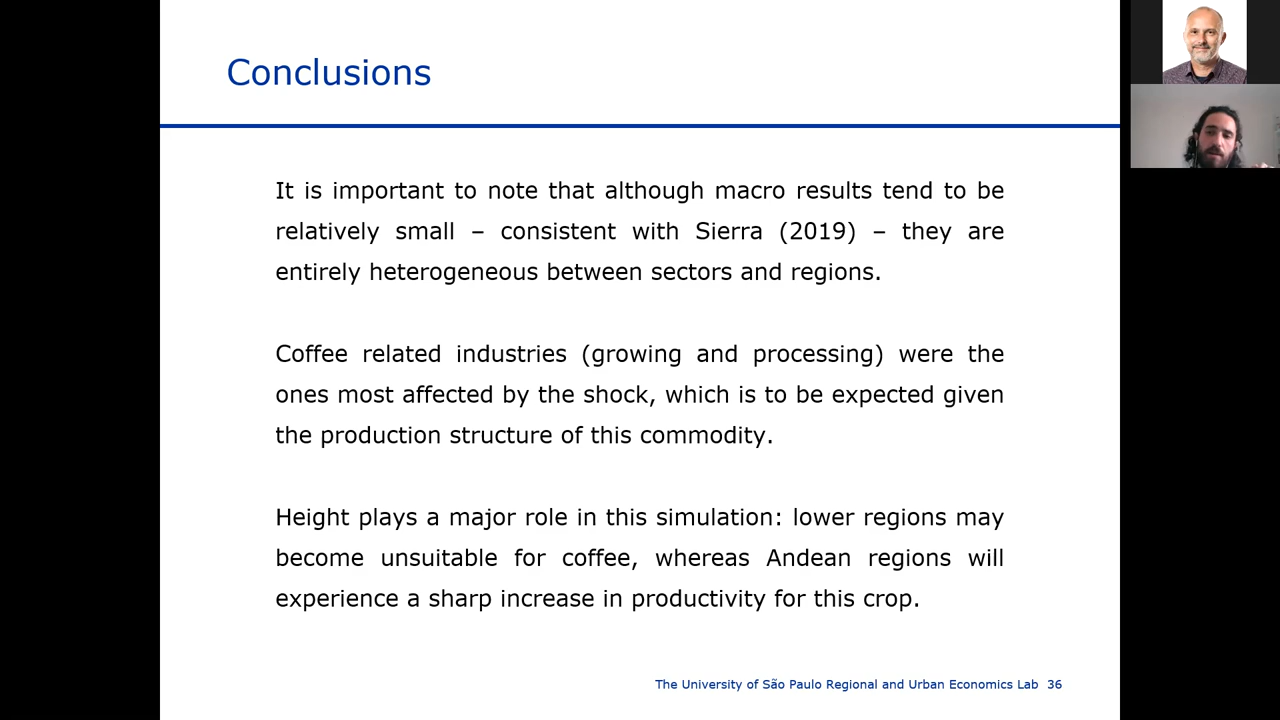 Conclusions
It is important to note that although macro results tend to be
relatively small – consistent with Sierra (2019) – they are
entirely heterogeneous between sectors and regions.
Coffee related industries (growing and processing) were the
ones most affected by the shock, which is to be expected given
the production structure of this commodity.
Height plays a major role in this simulation: lower regions may
become unsuitable for coffee, whereas Andean regions will
experience a sharp increase in productivity for this crop.
The University of São Paulo Regional and Urban Economics Lab 36